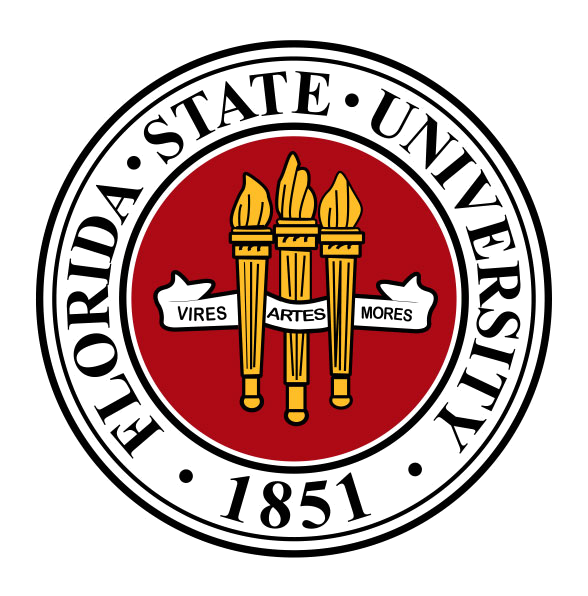 FLORIDA • STATE • UNIVERSITY
VIRES ARTES MORES
• 1851 •